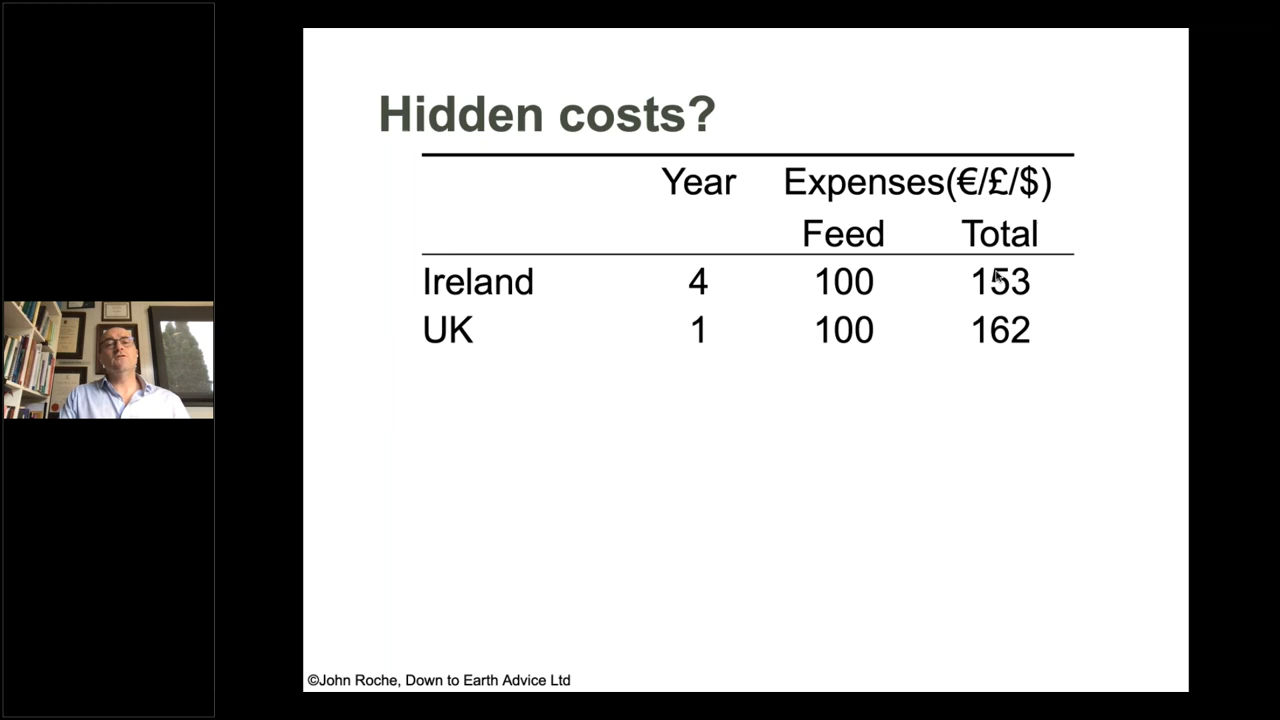 Hidden costs?
Year Expenses(€/£/$)
Feed Total
Ireland 4 100 153
UK 1 100 162
©John Roche, Down to Earth Advice Ltd